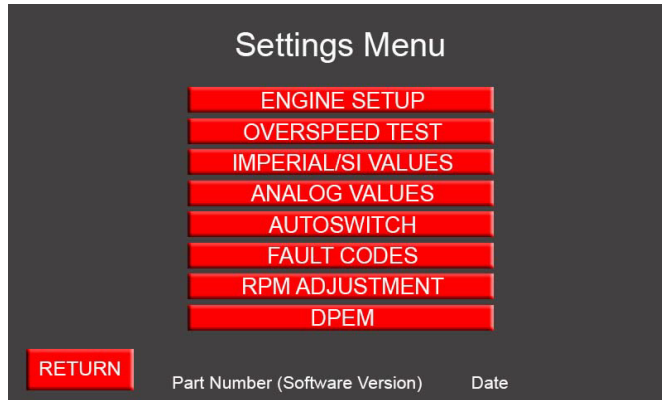 Settings Menu
ENGINE SETUP
OVERSPEED TEST
IMPERIAL/SI VALUES
ANALOG VALUES
AUTOSWITCH
FAULT CODES
RPM ADJUSTMENT
DPEM
RETURN
Part Number (Software Version) Date